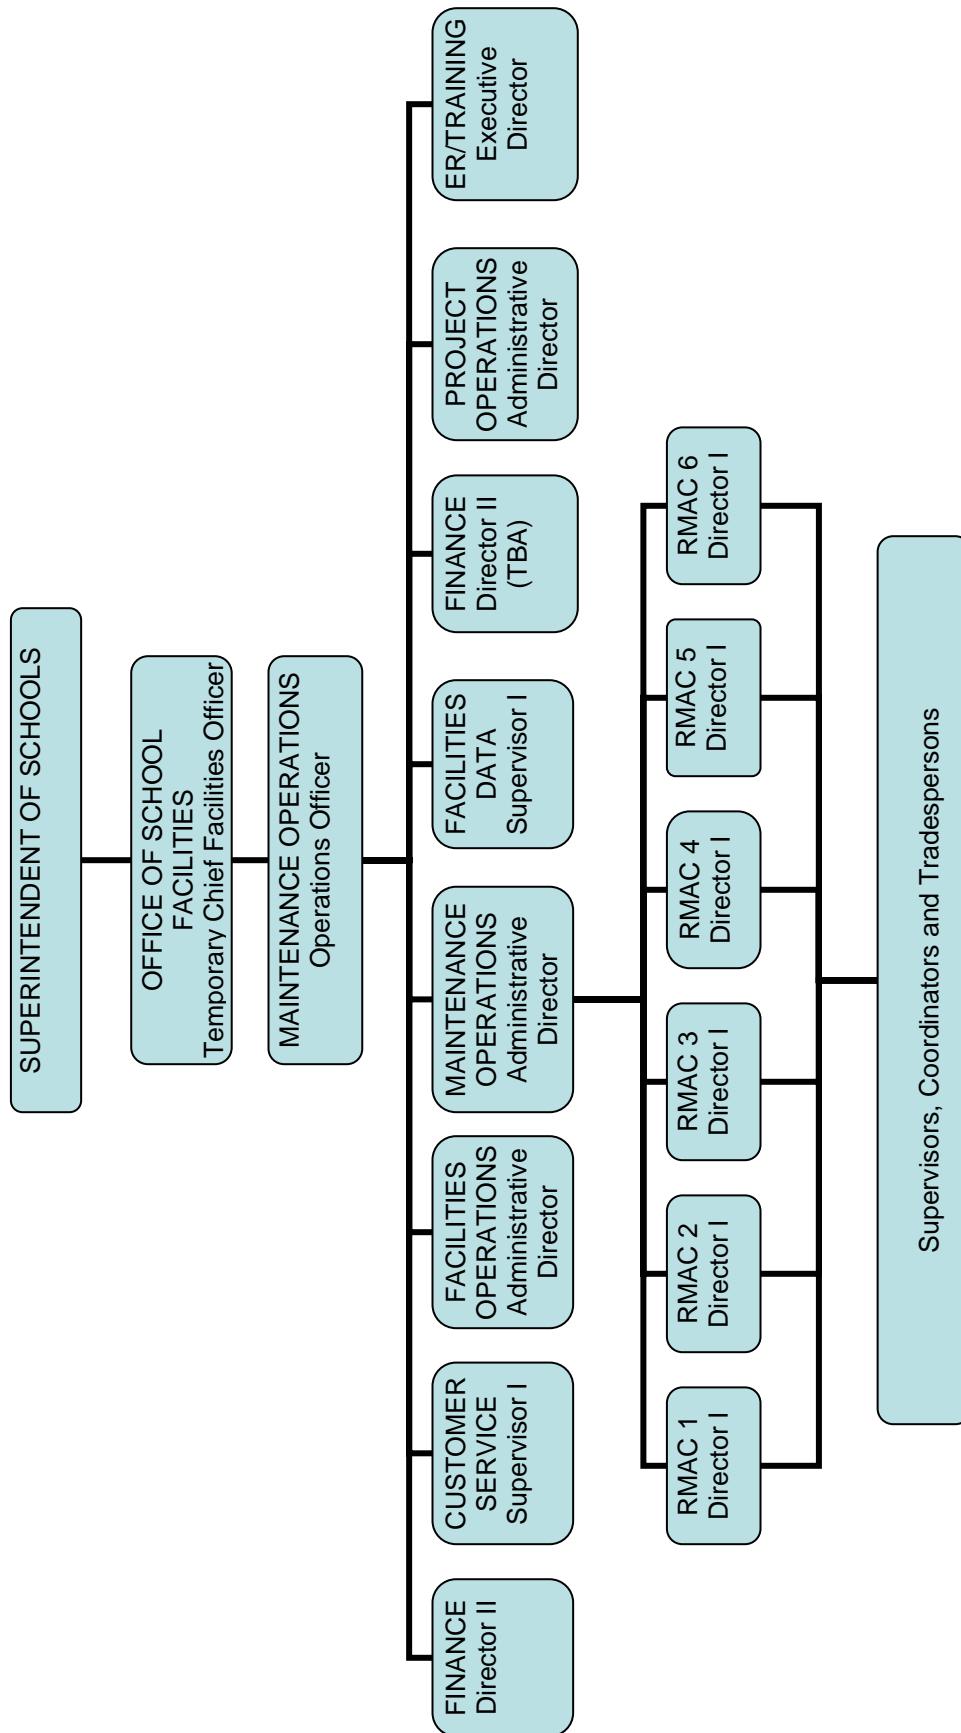 SUPERINTENDENT OF SCHOOLS
OFFICE OF SCHOOL
FACILITIES
Temporary Chief Facilities Officer
MAINTENANCE OPERATIONS
Operations Officer
FINANCE
Director II
CUSTOMER
SERVICE
Supervisor I
FACILITIES
OPERATIONS
Administrative
Director
MAINTENANCE
OPERATIONS
Administrative
Director
FACILITIES
DATA
Supervisor I
FINANCE
Director II
(TBA)
PROJECT
OPERATIONS
Administrative
Director
ER/TRAINING
Executive
Director
RMAC 1
Director I
RMAC 2
Director I
RMAC 3
Director I
RMAC 4
Director I
RMAC 5
Director I
RMAC 6
Director I
Supervisors, Coordinators and Tradespersons